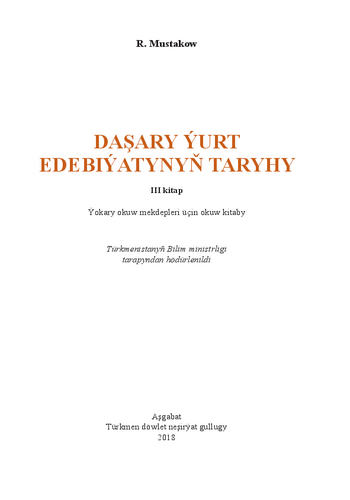 R. Mustakow
DAŞARY ÝURT
EDEBIÝATYNYŇ TARYHY
III kitap
Ýokary okuw mekdepleri üçin okuw kitaby
Türkmenistanyň Bilim ministrligi
tarapyndan hödürlenildi
Aşgabat
Türkmen döwlet neşirýat gullugy
2018